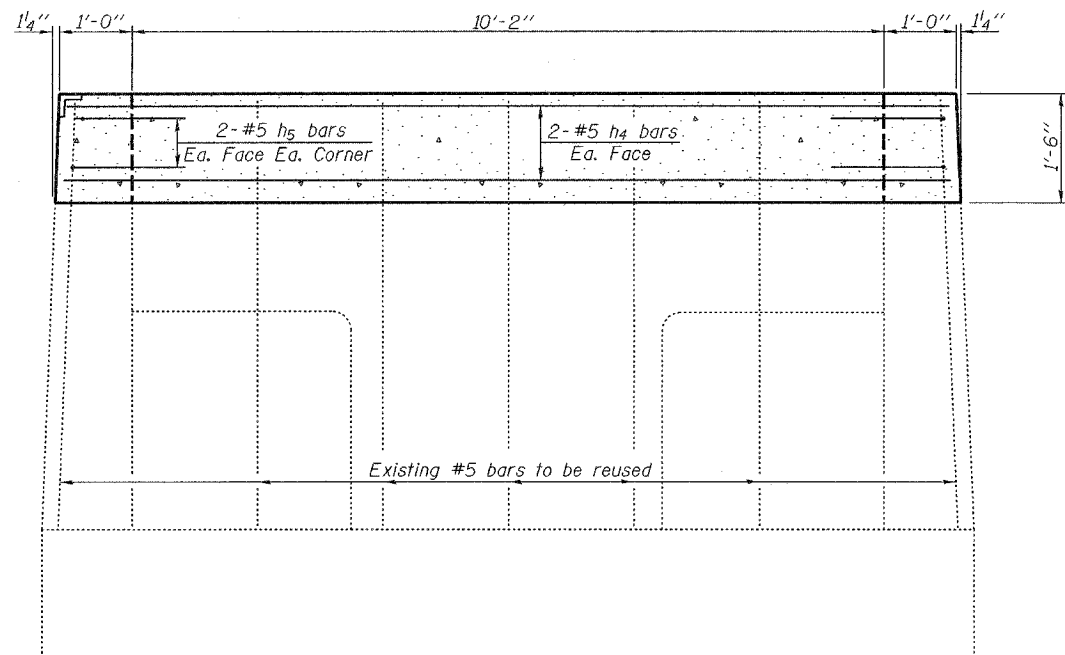 1¼" 1'-0" 10'-2" 1'-0" 1¼"
2-#5 h5 bars
Ea. Face Ea. Corner
2-#5 h4 bars
Ea. Face
1'-6"
Existing #5 bars to be reused